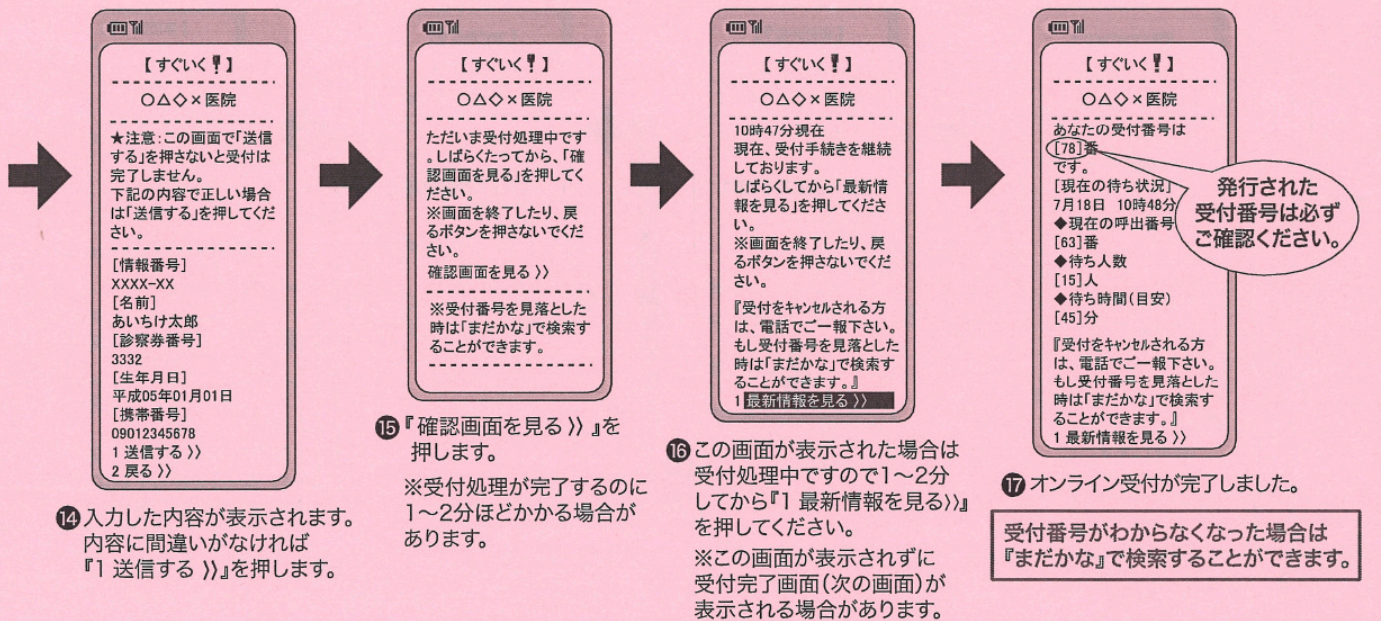 【すぐいく❢】
○△◇×医院
★注意:この画面で「送信
するを押さないと受付は
完了しません。
下記の内容で正しい場合
は「送信する」を押してくだ
さい。
[情報番号]
XXXX-XX
[名前]
あいちけ太郎
[診察券番号]
3332
[生年月日]
平成05年01月01日
[携帯番号]
09012345678
1 送信する 》
2 戻る 》
⑭入力した内容が表示されます。
内容に間違いがなければ
『1 送信する 》』を押します。
【すぐいく❢】
○△◇×医院
ただいま受付処理中です
。しばらくたってから、「確
認画面を見る」を押してく
ださい。
※画面を終了したり、戻
るボタンを押さないでくだ
さい。
確認画面を見る 》
※受付番号を見落とした
時は「まだかな」で検索す
ることができます。
⑮『確認画面を見る 》』を
押します。
※受付処理が完了するのに
1〜2分ほどかかる場合が
あります。
【すぐいく❢】
○△◇×医院
10時47分現在
現在、受付手続きを継続
しております。
しばらくしてから「最新情
報を見る」を押してくださ
い。
※画面を終了したり、戻
るボタンを押さないでくだ
さい。
『受付をキャンセルされる方
は、電話でご一報下さい。
もし受付番号を見落とした
時は「まだかな」で検索す
ることができます。』
1 最新情報を見る 》
⑯この画面が表示された場合は
受付処理中ですので1〜2分
してから『1 最新情報を見る》』
を押してください。
※この画面が表示されずに
受付完了画面(次の画面)が
表示される場合があります。
【すぐいく❢】
○△◇×医院
あなたの受付番号は
[78]番
です。
[現在の待ち状況]
7月18日 10時48分
◆現在の呼出番号
[63]番
◆待ち人数
[15]人
◆待ち時間(目安)
[45]分
『受付をキャンセルされる方
は、電話でご一報下さい。
もし受付番号を見落とした
時は「まだかな」で検索す
ることができます。』
1 最新情報を見る 》
発行された
受付番号は必ず
ご確認ください。
⑰オンライン受付が完了しました。
受付番号がわからなくなった場合は
『まだかな』で検索することができます。